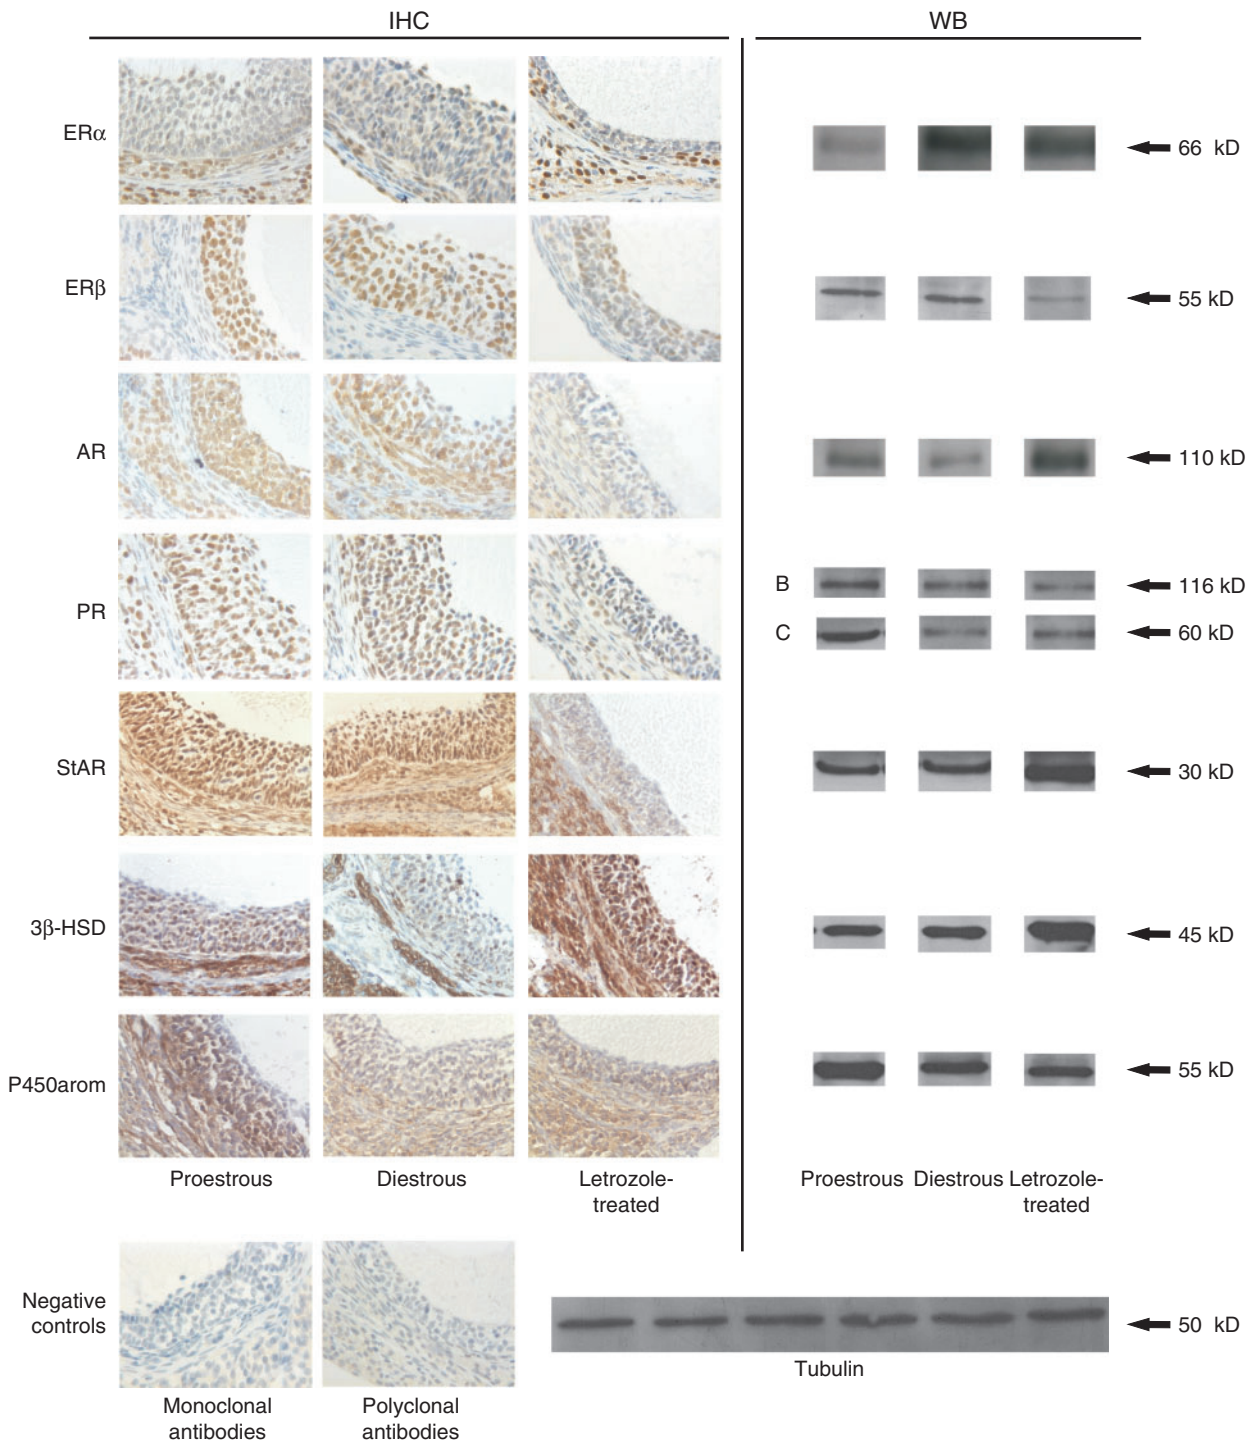 IHC
WB
ERα
66 kD
ERβ
55 kD
AR
110 kD
PR
B
116 kD
C
60 kD
StAR
30 kD
3β-HSD
45 kD
P450arom
55 kD
Proestrous
Diestrous
Letrozole-
treated
Proestrous
Diestrous
Letrozole-
treated
Negative
controls
50 kD
Tubulin
Monoclonal
antibodies
Polyclonal
antibodies